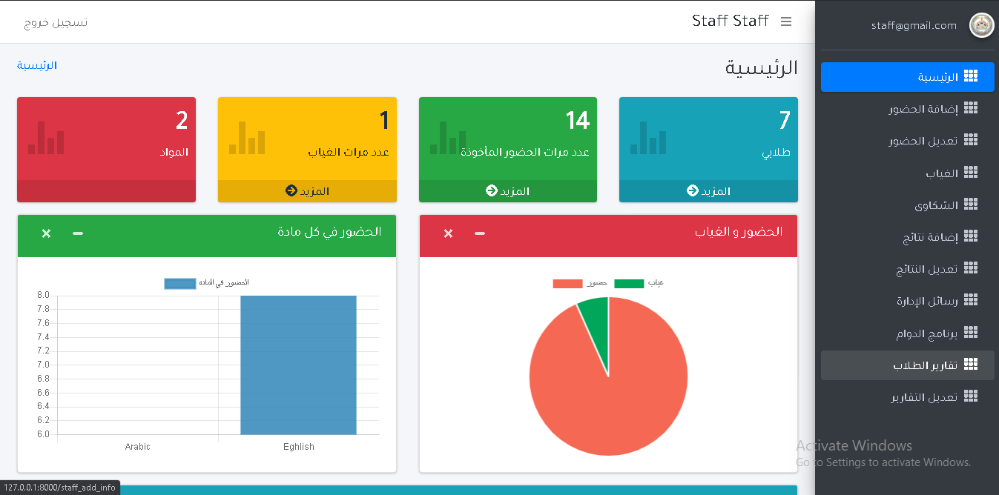 staff@gmail.com
الرئيسية
إضافة الحضور
تعديل الحضور
الغياب
الشكاوى
إضافة نتائج
تعديل النتائج
رسائل الإدارة
برنامج الدوام
تقارير الطلاب
تعديل التقارير
Staff Staff
تسجيل خروج
الرئيسية
الرئيسية
7
طلابي
المزيد
14
عدد مرات الحضور المأخوذة
المزيد
1
عدد مرات الغياب
المزيد
2
المواد
الحضور و الغياب
غياب
حضور
الحضور في كل مادة
الحضور في المادة
8.0
7.8
7.6
7.4
7.2
7.0
6.8
6.6
6.4
6.2
6.0
Arabic
Eghlish
Activate Windows
Go to Settings to activate Windows.
127.0.0.1:8000/staff_add_info